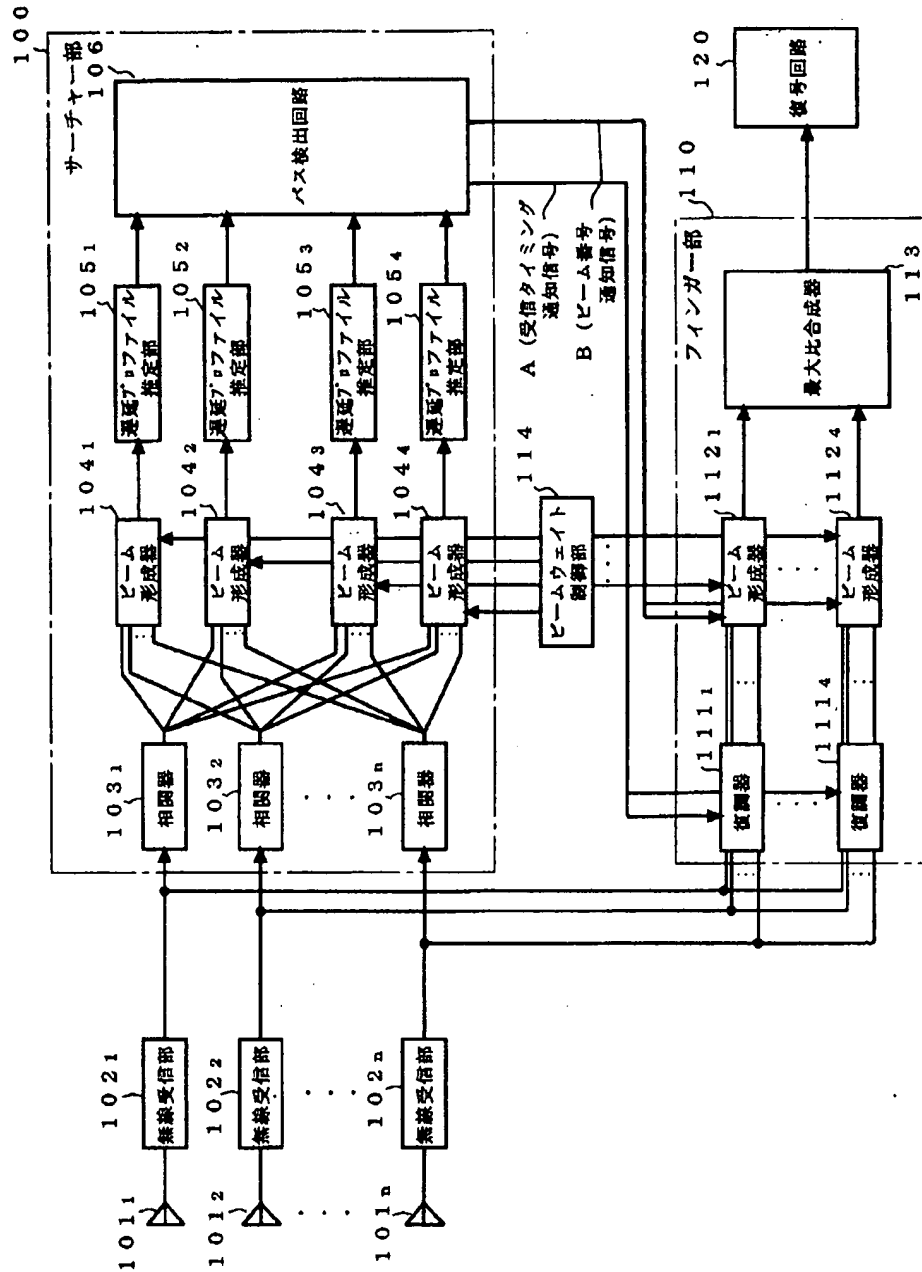 100
サーチャー部
106
パス検出回路
1051
遅延プロファイル
推定部
1052
遅延プロファイル
推定部
1053
遅延プロファイル
推定部
1054
遅延プロファイル
推定部
1041
ビーム
形成器
1042
ビーム
形成器
1043
ビーム
形成器
1044
ビーム
形成器
1031
相関器
1032
相関器
103n
相関器
1021
無線受信部
1022
無線受信部
102n
無線受信部
1011
1012
101n
A(受信タイミング
通知信号)
B(ビーム番号
通知信号)
114
ビームウェイト
制御部
120
復号回路
110
フィンガー部
113
最大比合成器
1121
ビーム
形成器
1124
ビーム
形成器
1111
復調器
1114
復調器